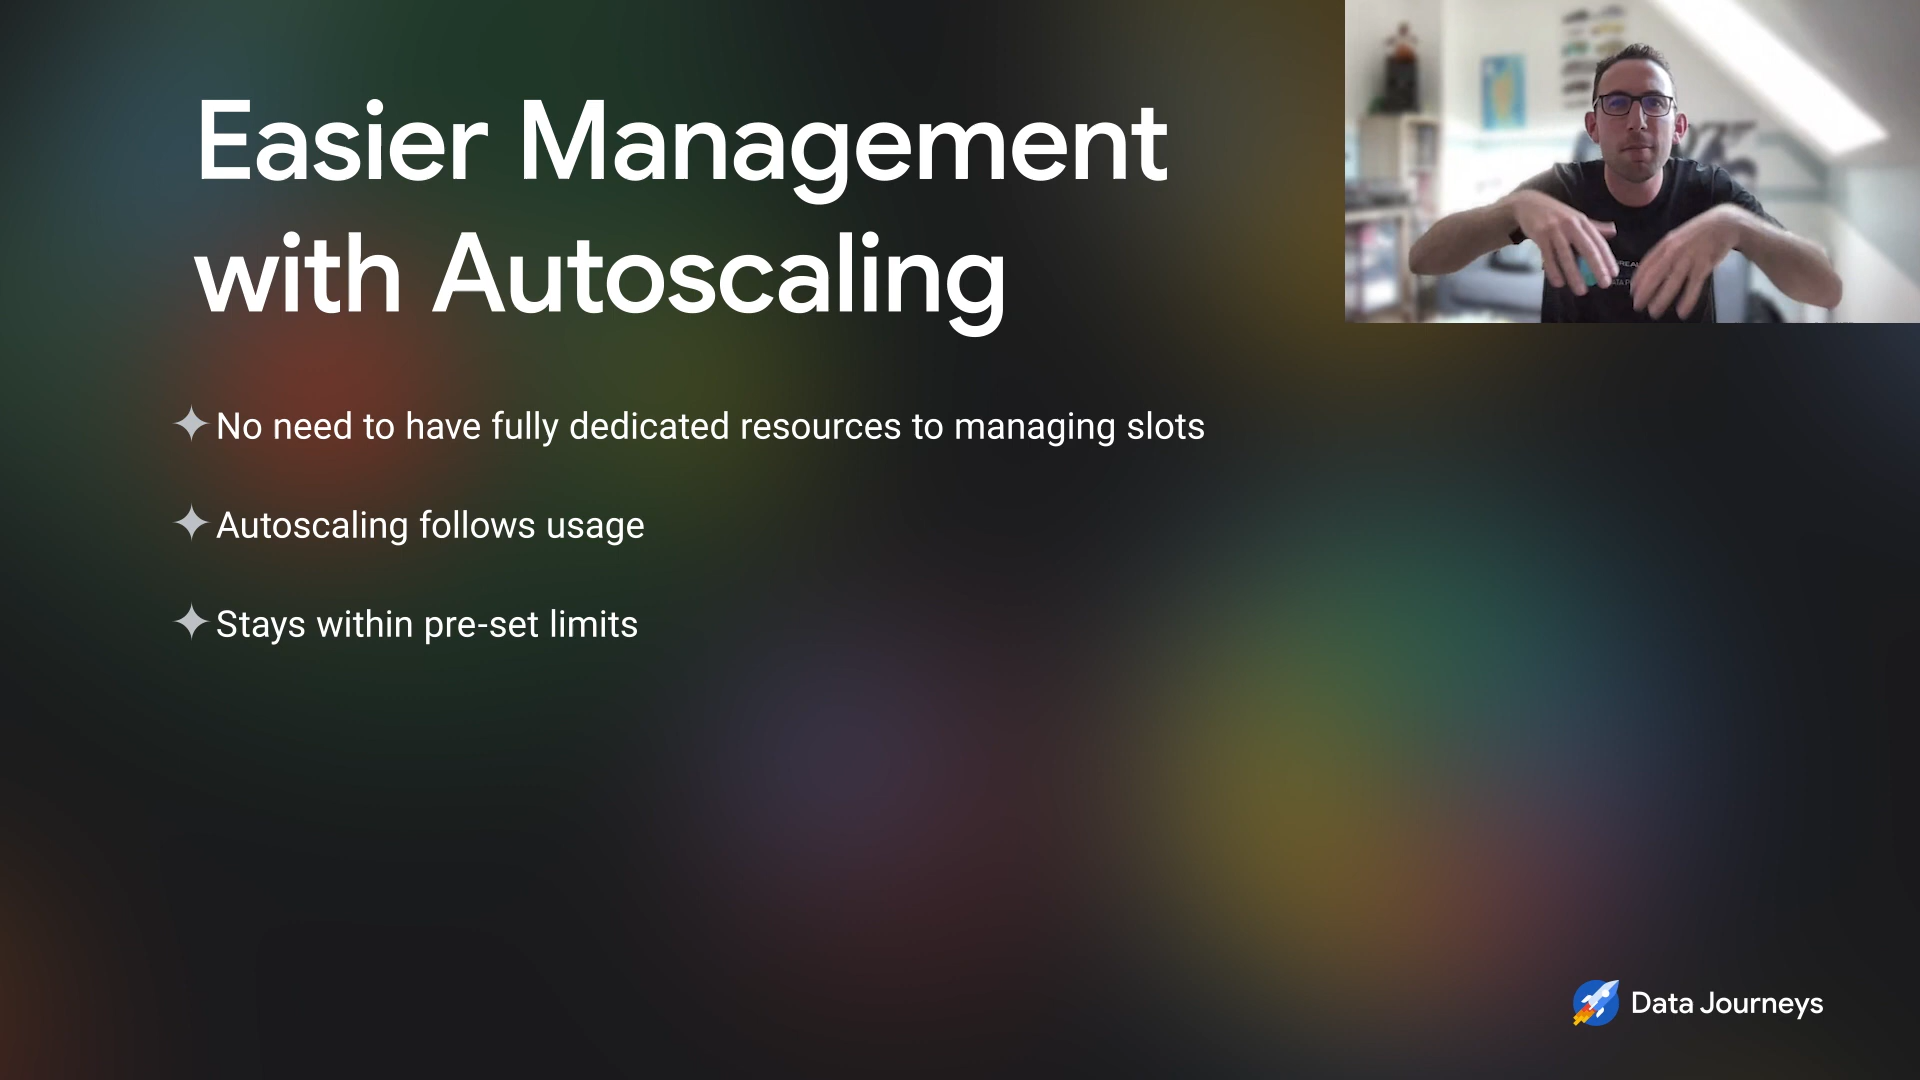 Easier Management
with Autoscaling
No need to have fully dedicated resources to managing slots
Autoscaling follows usage
Stays within pre-set limits
Data Journeys